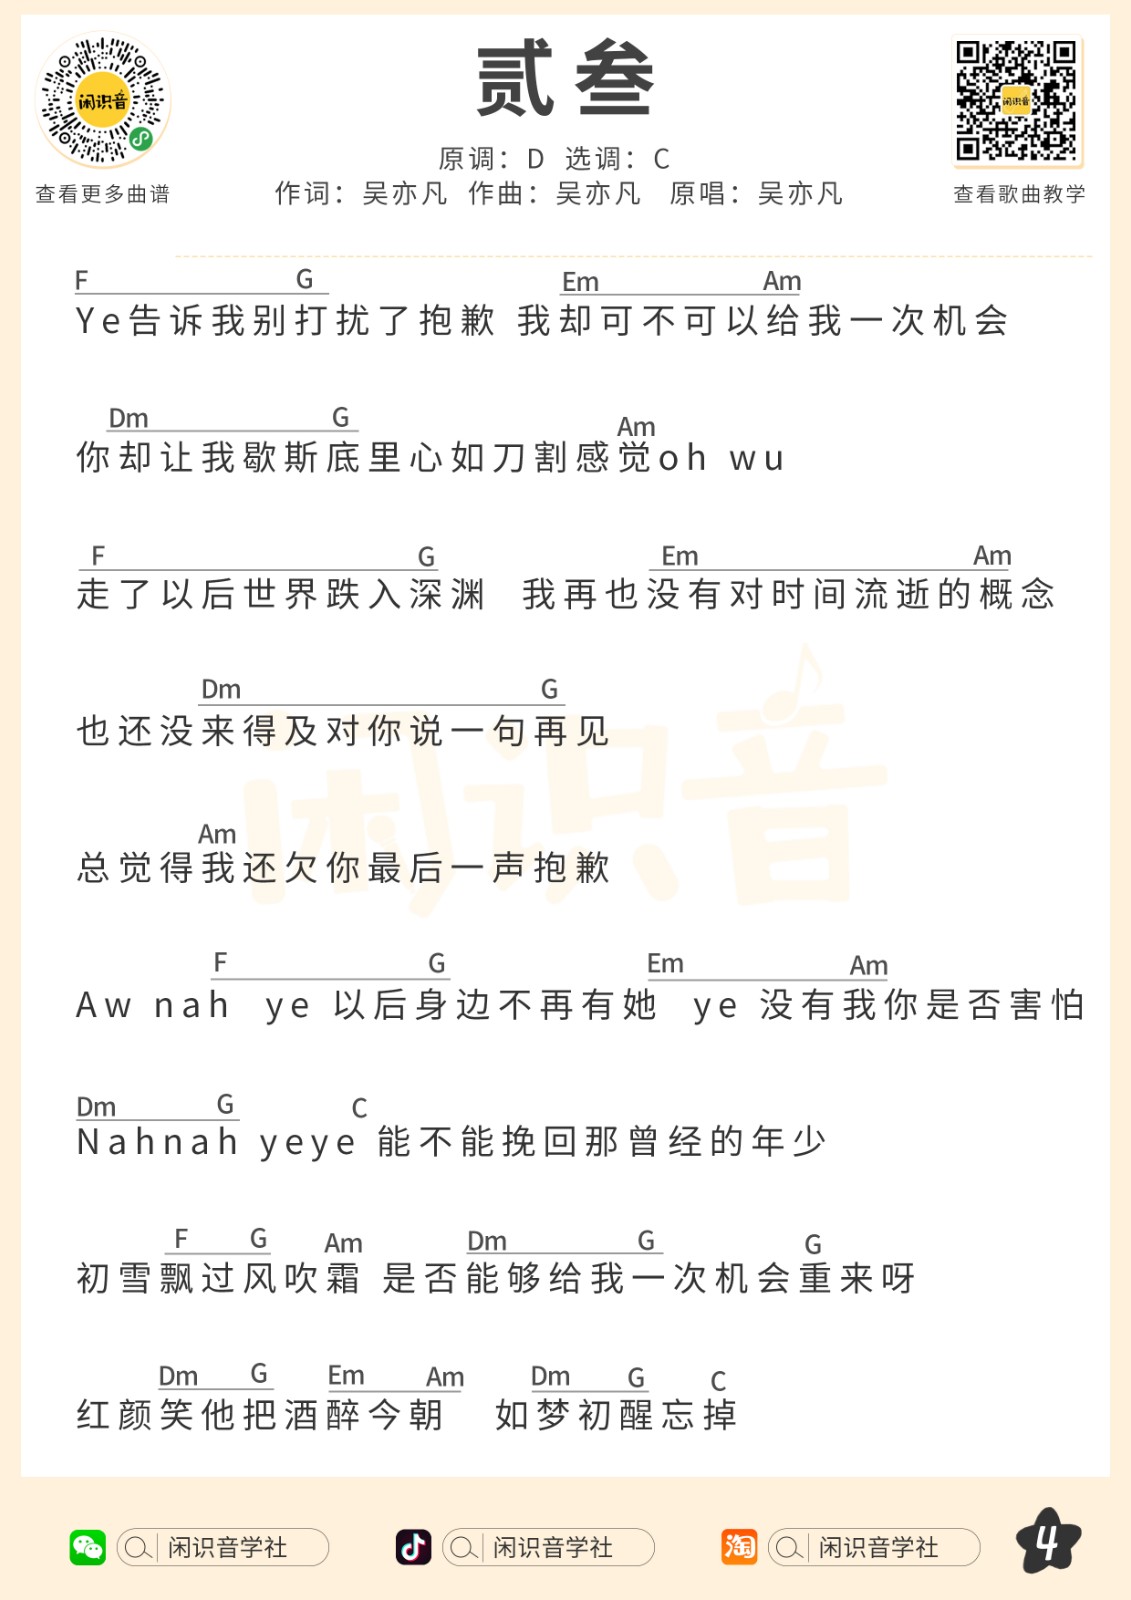 贰叁
原调：D 选调：C
作词：吴亦凡 作曲：吴亦凡 原唱：吴亦凡
闲识音
查看更多曲谱
闲识音
查看歌曲教学
F G Em Am
Ye告诉我别打扰了抱歉 我却可不可以给我一次机会
Dm G Am
你却让我歇斯底里心如刀割感觉oh wu
F G Em Am
走了以后世界跌入深渊 我再也没有对时间流逝的概念
Dm G
也还没来得及对你说一句再见
Am
总觉得我还欠你最后一声抱歉
F G Em Am
Aw nah ye 以后身边不再有她 ye 没有我你是否害怕
Dm G C
Nahnah yeye 能不能挽回那曾经的年少
F G Am Dm G G
初雪飘过风吹霜 是否能够给我一次机会重来呀
Dm G Em Am Dm G C
红颜笑他把酒醉今朝 如梦初醒忘掉
闲识音
闲识音学社
闲识音学社
淘 闲识音学社
4